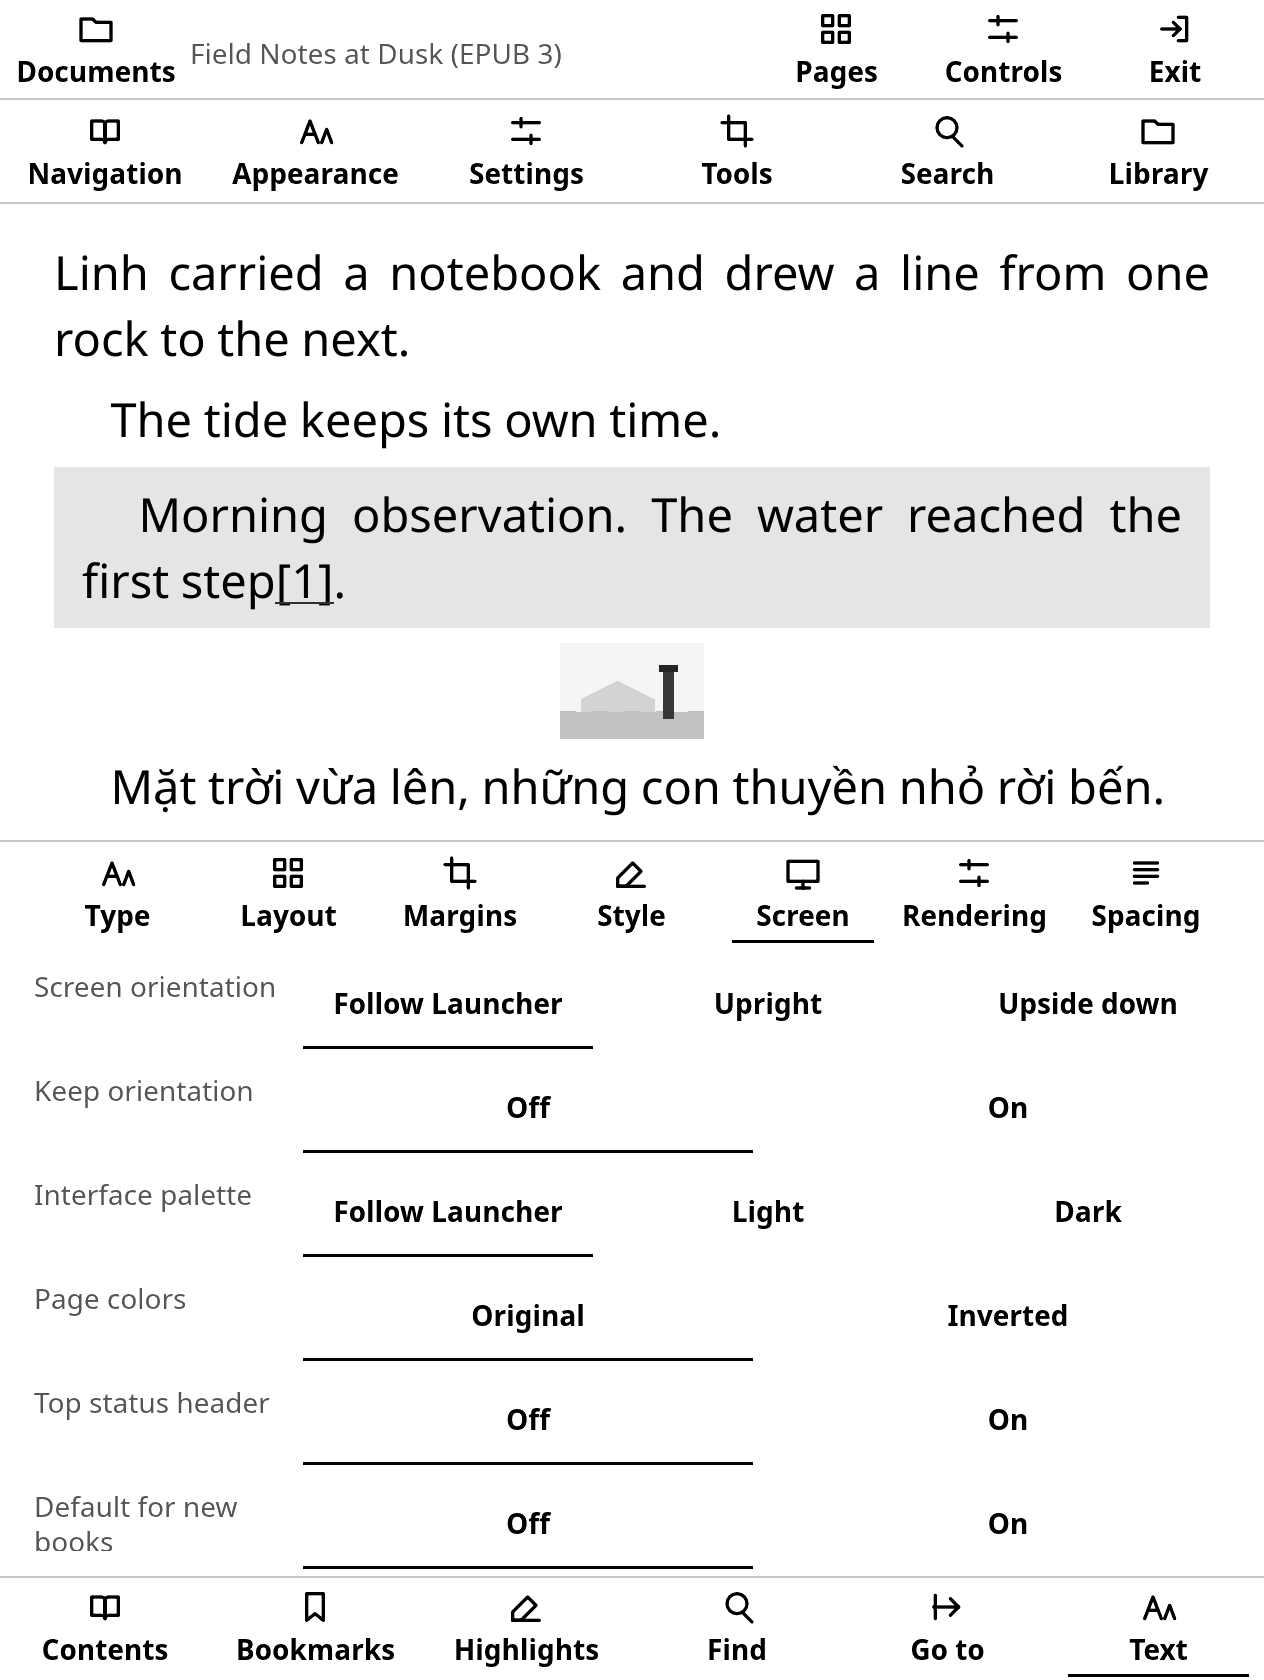 Documents
Field Notes at Dusk (EPUB 3)
Pages
Controls
Exit
Navigation
Appearance
Settings
Tools
Search
Library
Linh carried a notebook and drew a line from one
rock to the next.
The tide keeps its own time.
Morning observation. The water reached the
first step[1].
Mặt trời vừa lên, những con thuyền nhỏ rời bến.
Type
Layout
Margins
Style
Screen
Rendering
Spacing
Screen orientation
Follow Launcher
Upright
Upside down
Keep orientation
Off
On
Interface palette
Follow Launcher
Light
Dark
Page colors
Original
Inverted
Top status header
Off
On
Default for new
books
Off
On
Contents
Bookmarks
Highlights
Find
Go to
Text